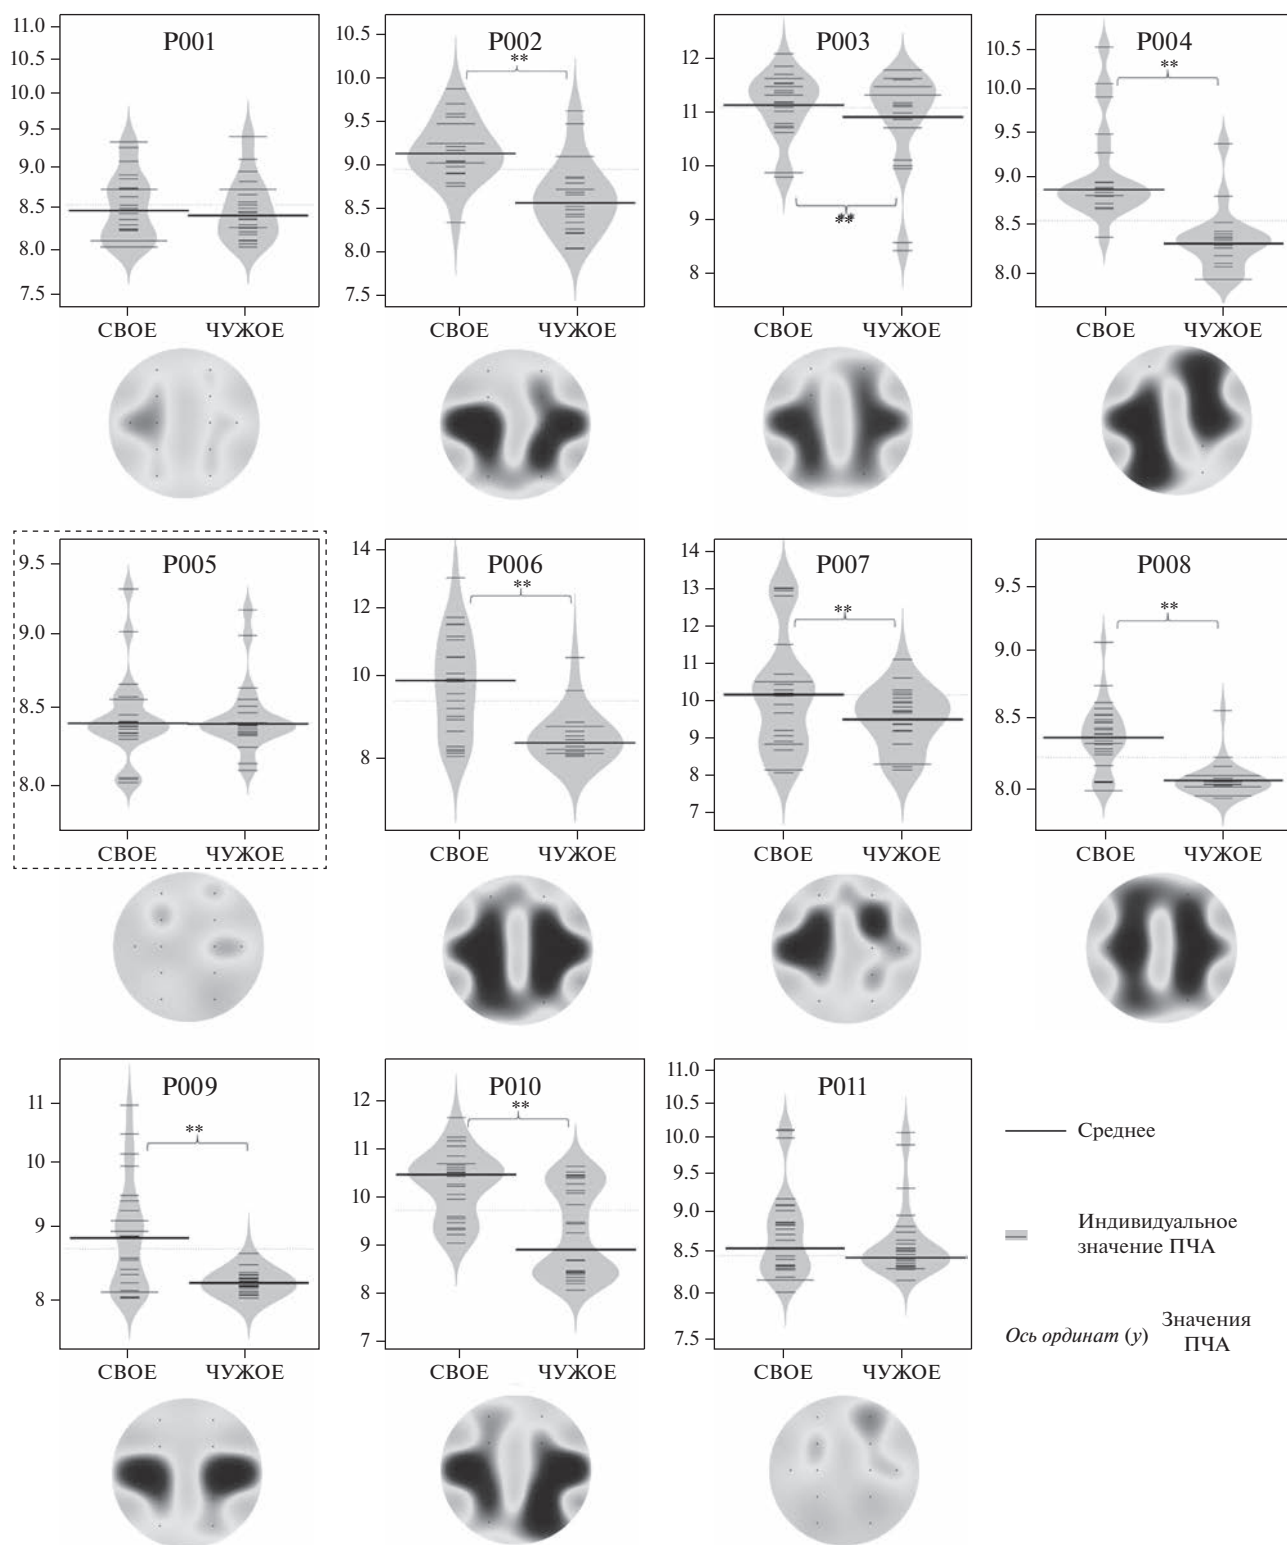 P001
11.0
10.5
10.0
9.5
9.0
8.5
8.0
7.5
СВОЕ ЧУЖОЕ
P002
**
10.5
10.0
9.5
9.0
8.5
8.0
7.5
СВОЕ ЧУЖОЕ
P003
12
11
10
9
8
**
СВОЕ ЧУЖОЕ
P004
**
10.5
10.0
9.5
9.0
8.5
8.0
СВОЕ ЧУЖОЕ
P005
9.5
9.0
8.5
8.0
СВОЕ ЧУЖОЕ
P006
**
14
12
10
8
СВОЕ ЧУЖОЕ
P007
**
14
13
12
11
10
9
8
7
6
СВОЕ ЧУЖОЕ
P008
**
9.5
9.0
8.5
8.0
СВОЕ ЧУЖОЕ
P009
**
11
10
9
8
СВОЕ ЧУЖОЕ
P010
**
12
11
10
9
8
7
СВОЕ ЧУЖОЕ
P011
11.0
10.5
10.0
9.5
9.0
8.5
8.0
7.5
СВОЕ ЧУЖОЕ
Среднее
Индивидуальное
значение ПЧА
Ось ординат (y) Значения
ПЧА